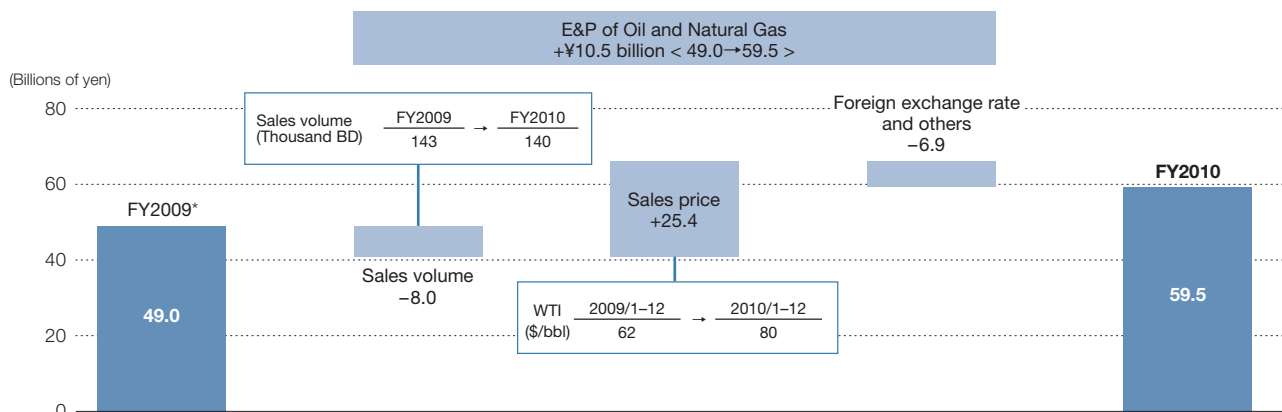 E&P of Oil and Natural Gas
+¥10.5 billion < 49.0→59.5 >
(Billions of yen)
80
60
40
20
0
FY2009*
49.0
Sales volume
(Thousand BD)
FY2009 → FY2010
143 140
Sales volume
−8.0
Sales price
+25.4
WTI
($/bbl)
2009/1–12 → 2010/1–12
62 80
Foreign exchange rate
and others
−6.9
FY2010
59.5